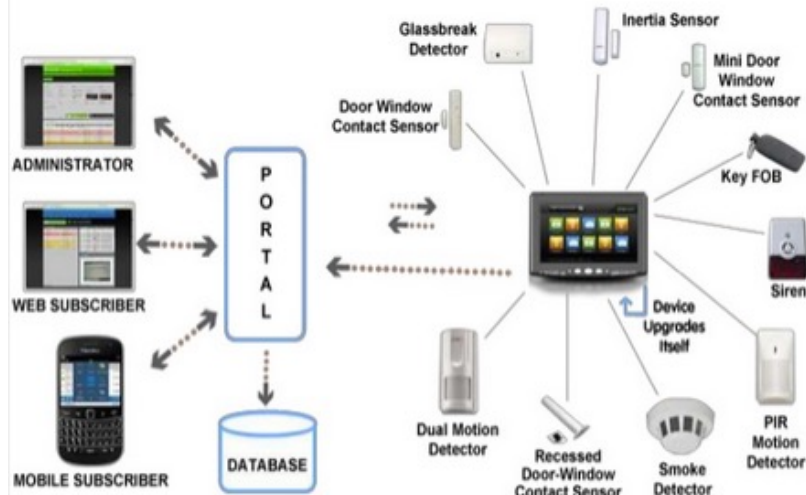 Glassbreak
Detector
Inertia Sensor
Mini Door
Window
Contact Sensor
Door Window
Contact Sensor
Key FOB
Siren
ADMINISTRATOR
WEB SUBSCRIBER
MOBILE SUBSCRIBER
PORTAL
DATABASE
Device
Upgrades
Itself
Dual Motion
Detector
Recessed
Door-Window
Contact Sensor
Smoke
Detector
PIR
Motion
Detector